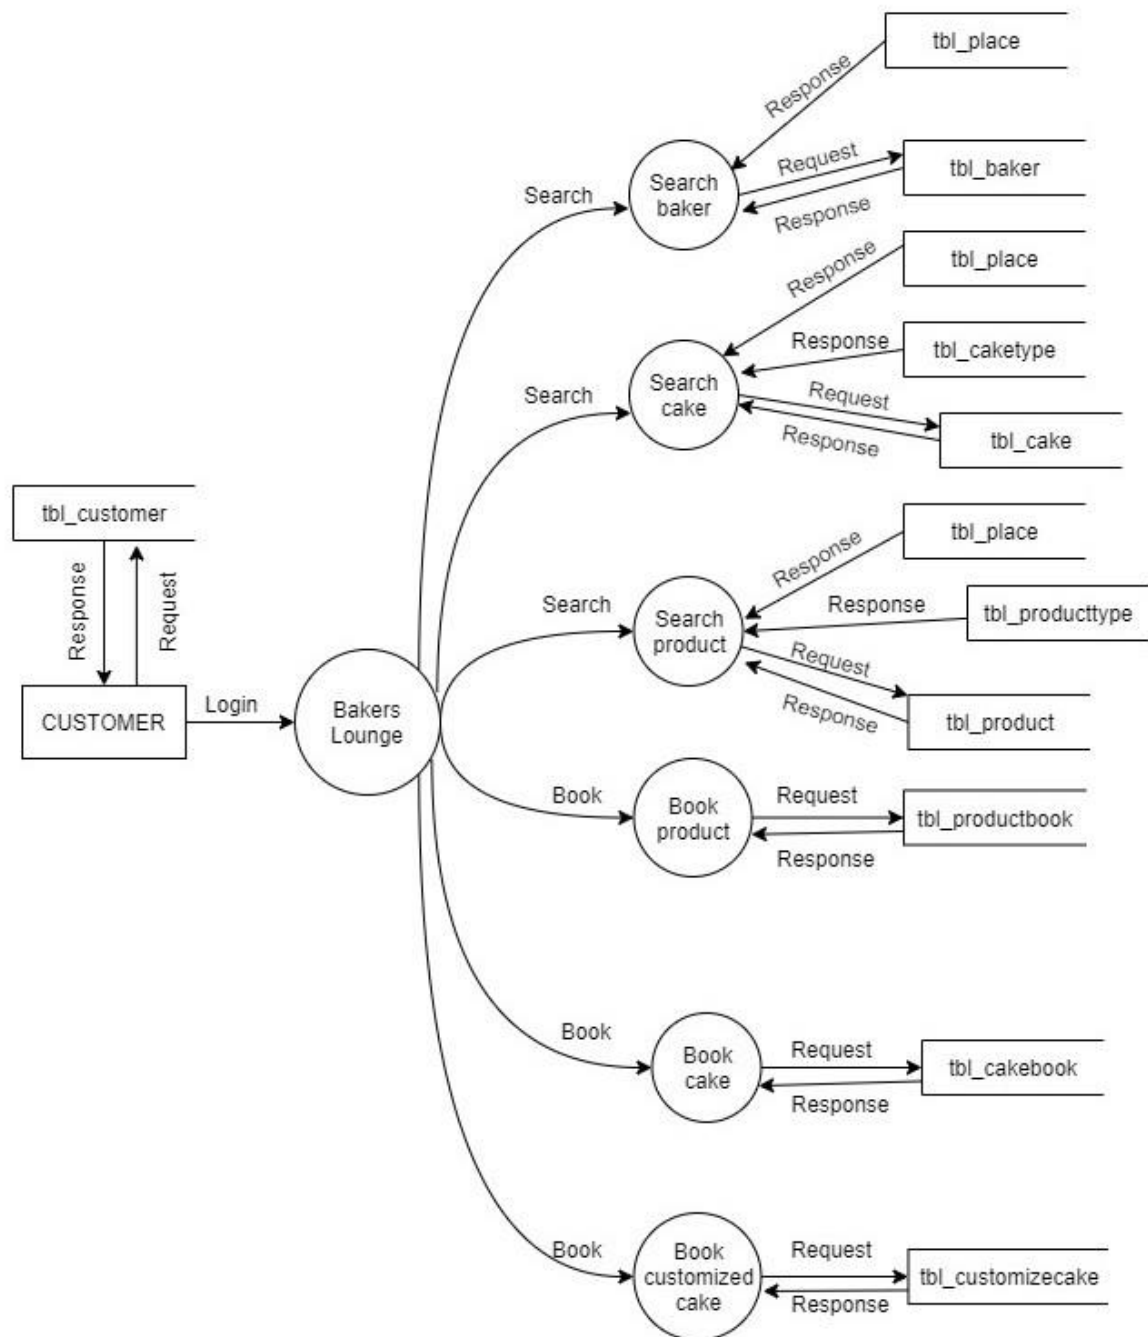 tbl_place
Response
Search
baker
Search
Request
Response
tbl_baker
tbl_place
Response
Response
tbl_caketype
Search
Search
cake
Request
Response
tbl_cake
tbl_customer
Response
Request
tbl_place
Response
Search
Search
product
Response
tbl_producttype
Request
Response
tbl_product
CUSTOMER
Login
Bakers
Lounge
Book
Book
product
Request
Response
tbl_productbook
Book
Book
cake
Request
Response
tbl_cakebook
Book
Book
customized
cake
Request
Response
tbl_customizecake